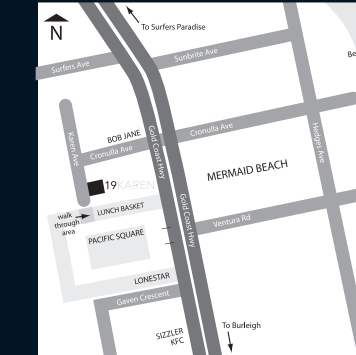 To Surfers Paradise
N
Surfers Ave
Sunbrite Ave
Be
Karen Ave
BOB JANE
Cronulla Ave
Gold Coast Hwy
Cronulla Ave
Hedges Ave
MERMAID BEACH
19 KAREN
walk
through
area
LUNCH BASKET
Gold Coast Hwy
Ventura Rd
PACIFIC SQUARE
LONESTAR
Gaven Crescent
SIZZLER
KFC
To Burleigh